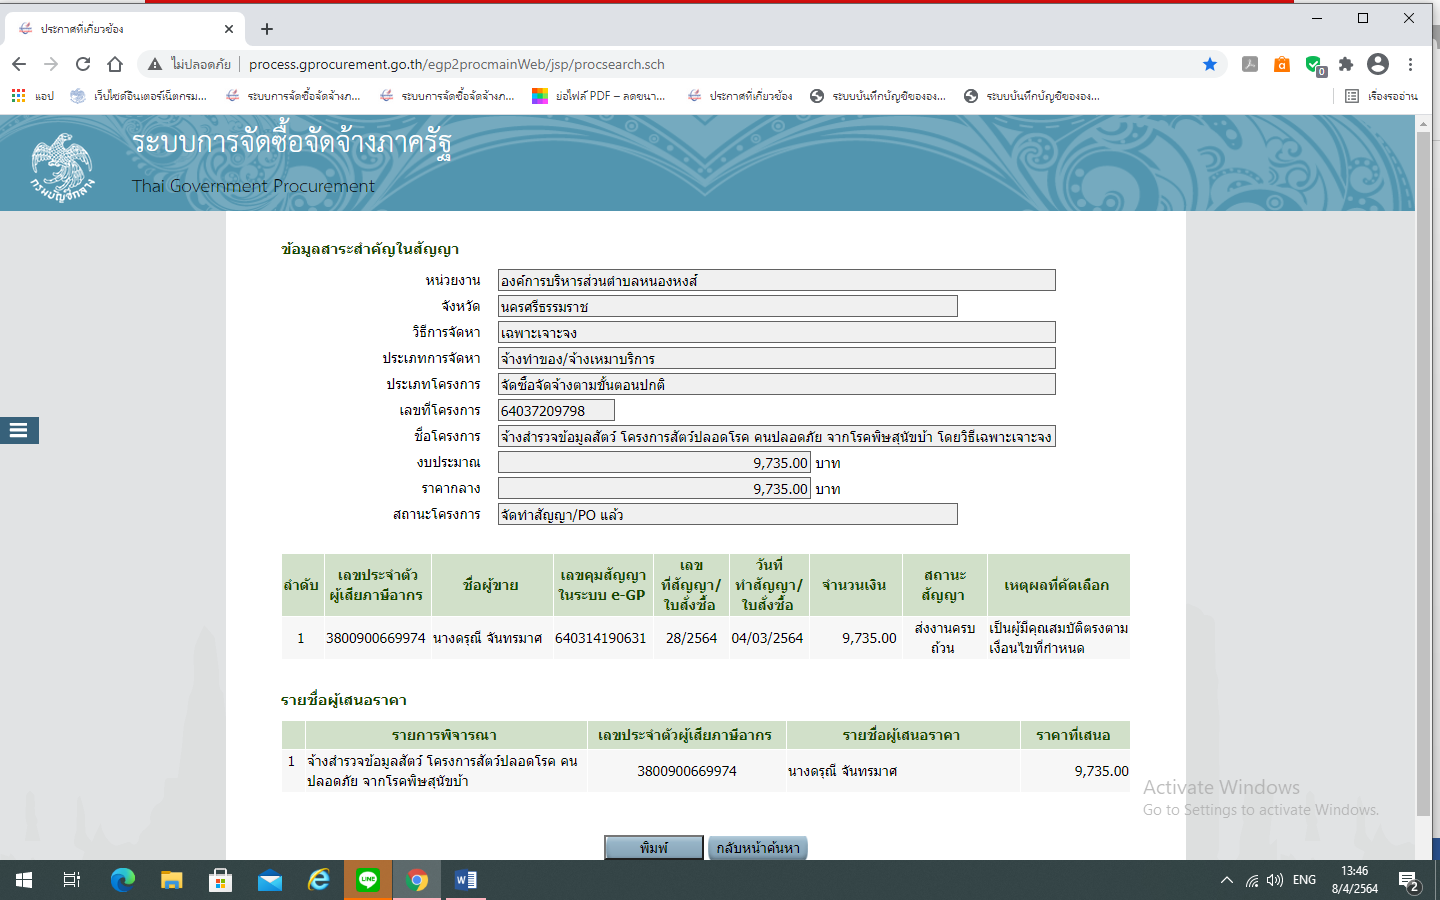 ประกาศที่เกี่ยวข้อง
ไม่ปลอดภัย | process.gprocurement.go.th/egp2procmainWeb/jsp/procsearch.sch
แอป เว็บไซต์อินเตอร์เน็ตกรม... ระบบการจัดซื้อจัดจ้างภ... ระบบการจัดซื้อจัดจ้างภ... ย่อไฟล์ PDF – ลดขนา... ประกาศที่เกี่ยวข้อง ระบบบันทึกบัญชีขององ... ระบบบันทึกบัญชีขององ... เรื่องรออ่าน
ระบบการจัดซื้อจัดจ้างภาครัฐ
Thai Government Procurement
กรมบัญชีกลาง
ข้อมูลสาระสำคัญในสัญญา
หน่วยงาน องค์การบริหารส่วนตำบลหนองหงส์
จังหวัด นครศรีธรรมราช
วิธีการจัดหา เฉพาะเจาะจง
ประเภทการจัดหา จ้างทำของ/จ้างเหมาบริการ
ประเภทโครงการ จัดซื้อจัดจ้างตามขั้นตอนปกติ
เลขที่โครงการ 64037209798
ชื่อโครงการ จ้างสำรวจข้อมูลสัตว์ โครงการสัตว์ปลอดโรค คนปลอดภัย จากโรคพิษสุนัขบ้า โดยวิธีเฉพาะเจาะจง
งบประมาณ 9,735.00 บาท
ราคากลาง 9,735.00 บาท
สถานะโครงการ จัดทำสัญญา/PO แล้ว
ลำดับ เลขประจำตัวผู้เสียภาษีอากร ชื่อผู้ขาย เลขคุมสัญญาในระบบ e-GP เลขที่สัญญา/ใบสั่งซื้อ วันที่ทำสัญญา/ใบสั่งซื้อ จำนวนเงิน สถานะสัญญา เหตุผลที่คัดเลือก
1 3800900669974 นางดรุณี จันทรมาศ 640314190631 28/2564 04/03/2564 9,735.00 ส่งงานครบถ้วน เป็นผู้มีคุณสมบัติตรงตามเงื่อนไขที่กำหนด
รายชื่อผู้เสนอราคา
รายการพิจารณา เลขประจำตัวผู้เสียภาษีอากร รายชื่อผู้เสนอราคา ราคาที่เสนอ
1 จ้างสำรวจข้อมูลสัตว์ โครงการสัตว์ปลอดโรค คนปลอดภัย จากโรคพิษสุนัขบ้า 3800900669974 นางดรุณี จันทรมาศ 9,735.00
Activate Windows
Go to Settings to activate Windows.
พิมพ์ กลับหน้าค้นหา
ENG 13:46
8/4/2564